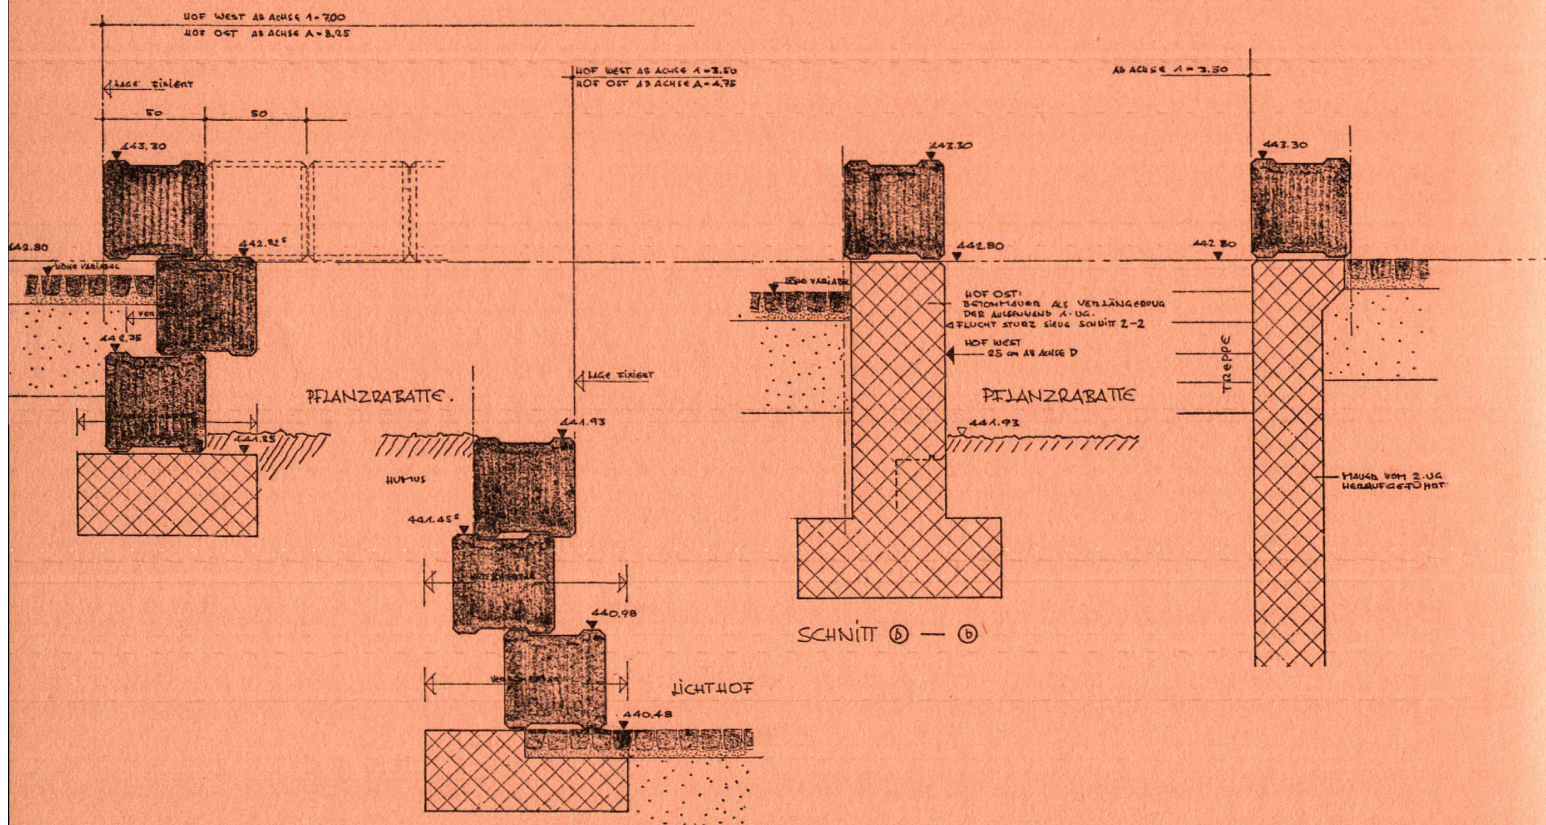 HOF WEST AB ACHSE 1 = 7.00
HOF OST AB ACHSE A = 8.25
LAGE FIXIERT
50
50
HOF WEST AB ACHSE 1 = 3.50
HOF OST AB ACHSE A = 4.75
AB ACHSE 1 = 3.50
443.30
443.30
443.30
442.80
442.82⁵
442.80
442.80
HÖHE VARIABEL
HÖHE VARIABEL
442.35
HOF OST:
BETONMAUER ALS VERLÄNGERUNG
DER AUSSENWAND 1. UG.
FLUCHT STURZ SIEHE SCHNITT 2-2
HOF WEST
25 cm AB ACHSE D
TREPPE
LAGE FIXIERT
PFLANZRABATTE.
PFLANZRABATTE
441.93
441.93
441.85
HUMUS
MAUER VOM 2. UG.
HERAUFGEFÜHRT
441.45⁵
440.98
SCHNITT b — b
LICHTHOF
440.48